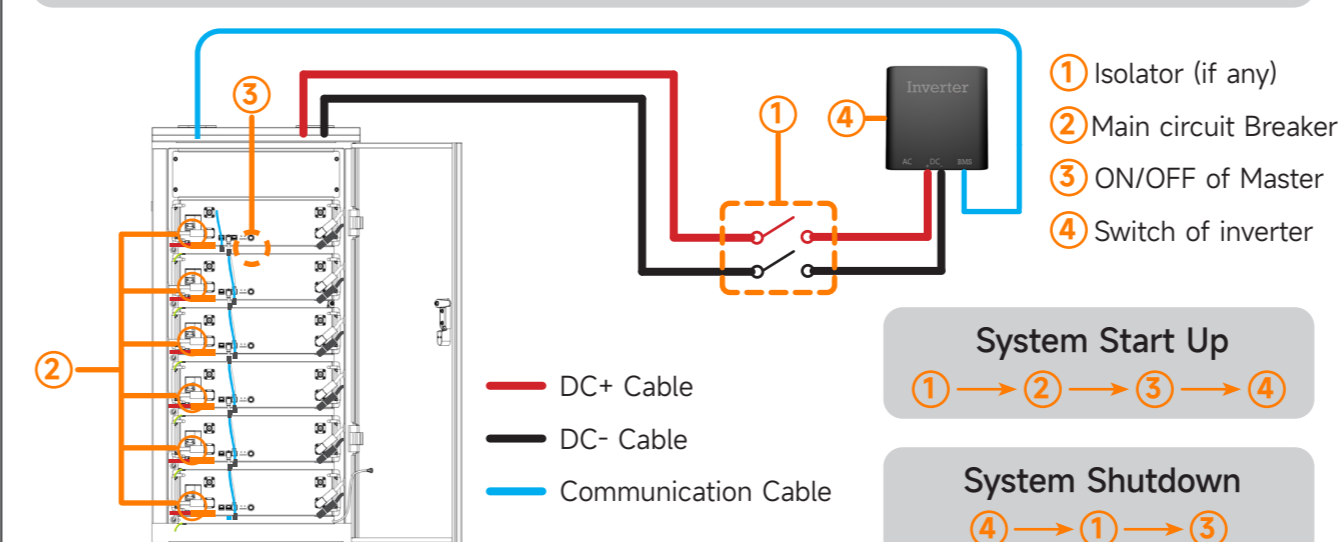 ③
①
④
Inverter
AC
+DC-
BMS
②
① Isolator (if any)
② Main circuit Breaker
③ ON/OFF of Master
④ Switch of inverter
DC+ Cable
DC- Cable
Communication Cable
System Start Up
① → ② → ③ → ④
System Shutdown
④ → ① → ③